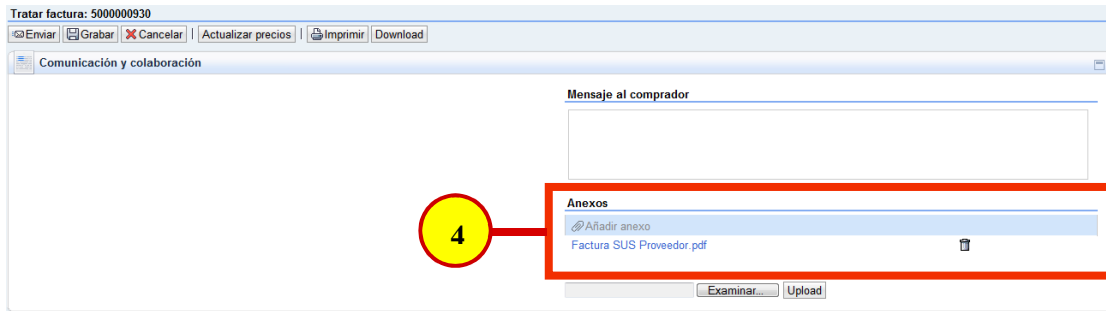 Tratar factura: 5000000930
Enviar Grabar Cancelar | Actualizar precios | Imprimir Download
Comunicación y colaboración
Mensaje al comprador
Anexos
Añadir anexo
4
Factura SUS Proveedor.pdf
Examinar... Upload